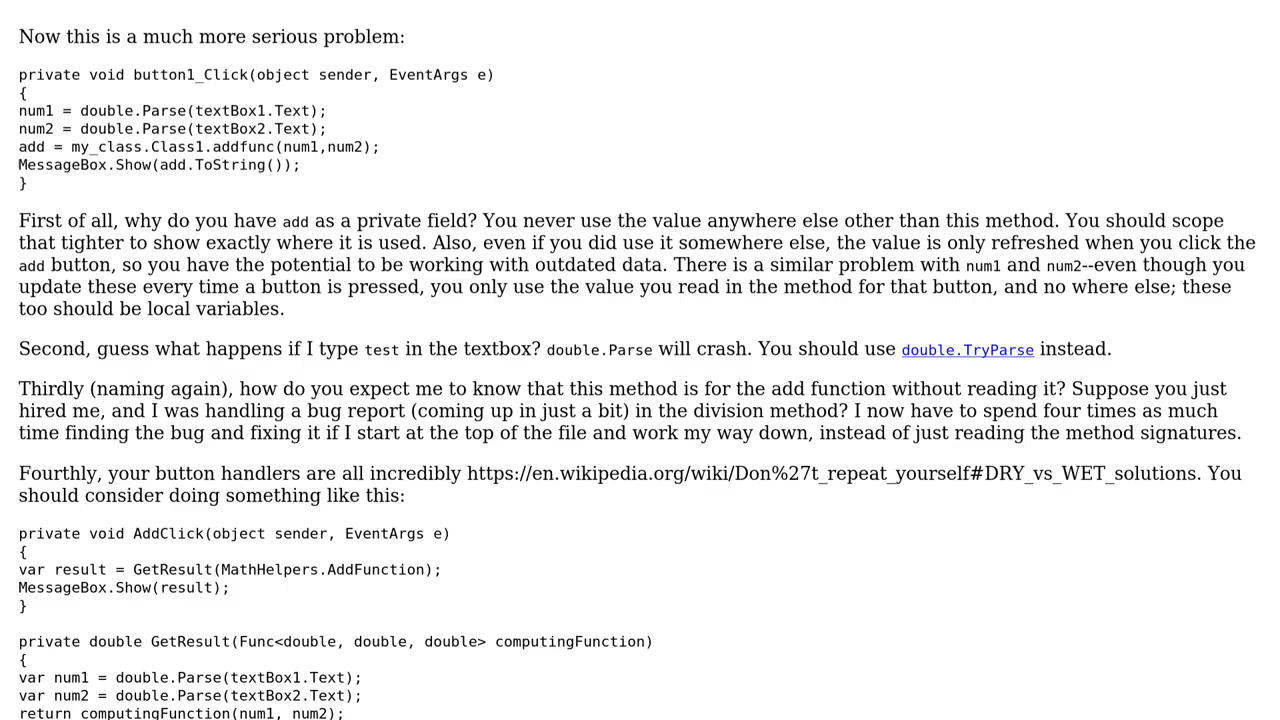 Now this is a much more serious problem:
private void button1_Click(object sender, EventArgs e)
{
num1 = double.Parse(textBox1.Text);
num2 = double.Parse(textBox2.Text);
add = my_class.Class1.addfunc(num1,num2);
MessageBox.Show(add.ToString());
}
First of all, why do you have add as a private field? You never use the value anywhere else other than this method. You should scope
that tighter to show exactly where it is used. Also, even if you did use it somewhere else, the value is only refreshed when you click the
add button, so you have the potential to be working with outdated data. There is a similar problem with num1 and num2--even though you
update these every time a button is pressed, you only use the value you read in the method for that button, and no where else; these
too should be local variables.
Second, guess what happens if I type test in the textbox? double.Parse will crash. You should use double.TryParse instead.
Thirdly (naming again), how do you expect me to know that this method is for the add function without reading it? Suppose you just
hired me, and I was handling a bug report (coming up in just a bit) in the division method? I now have to spend four times as much
time finding the bug and fixing it if I start at the top of the file and work my way down, instead of just reading the method signatures.
Fourthly, your button handlers are all incredibly https://en.wikipedia.org/wiki/Don%27t_repeat_yourself#DRY_vs_WET_solutions. You
should consider doing something like this:
private void AddClick(object sender, EventArgs e)
{
var result = GetResult(MathHelpers.AddFunction);
MessageBox.Show(result);
}
private double GetResult(Func<double, double, double> computingFunction)
{
var num1 = double.Parse(textBox1.Text);
var num2 = double.Parse(textBox2.Text);
return computingFunction(num1, num2);